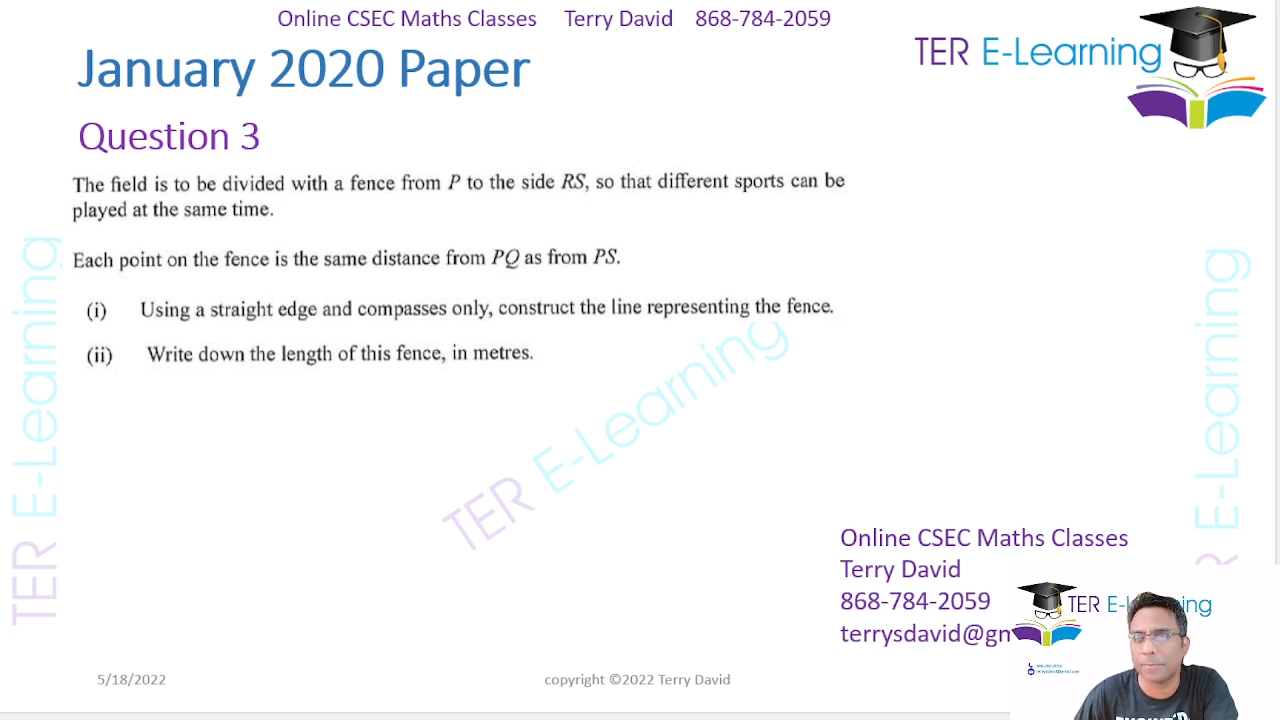 Online CSEC Maths Classes Terry David 868-784-2059
TER E-Learning
January 2020 Paper
Question 3
The field is to be divided with a fence from P to the side RS, so that different sports can be
played at the same time.
Each point on the fence is the same distance from PQ as from PS.
(i) Using a straight edge and compasses only, construct the line representing the fence.
(ii) Write down the length of this fence, in metres.
TER E-Learning
TER E-Learning
E-Learning
Online CSEC Maths Classes
Terry David
868-784-2059
terrysdavid@gm
TER E-L ing
5/18/2022
copyright ©2022 Terry David